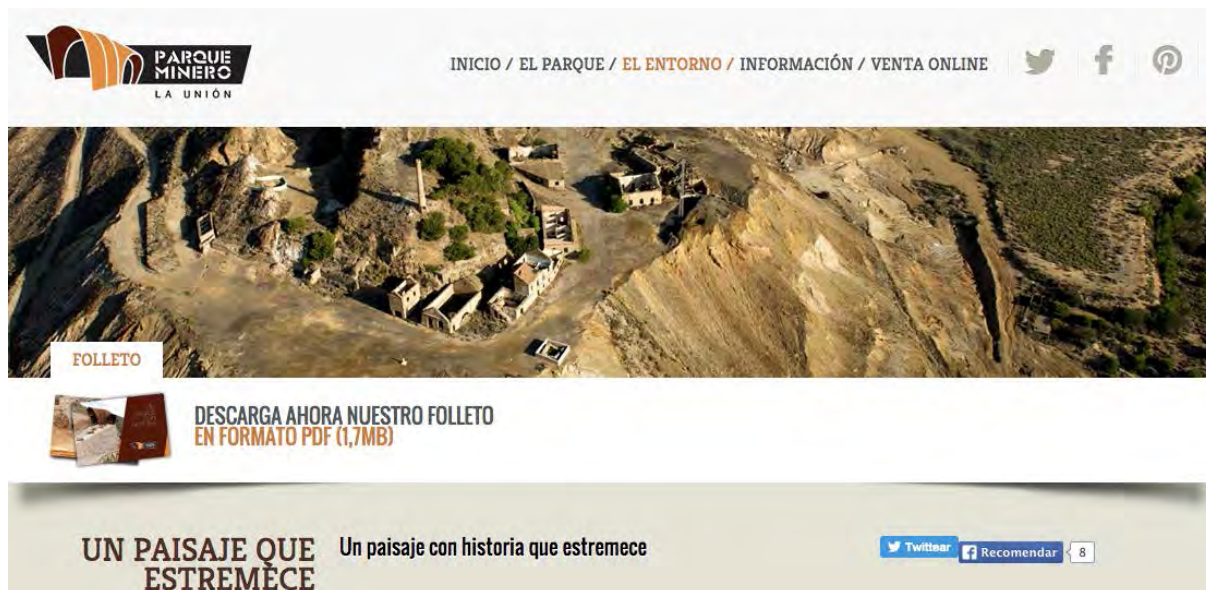 PARQUE
MINERO
LA UNIÓN
INICIO / EL PARQUE / EL ENTORNO / INFORMACIÓN / VENTA ONLINE
FOLLETO
DESCARGA AHORA NUESTRO FOLLETO
EN FORMATO PDF (1,7MB)
UN PAISAJE QUE
ESTREMECE
Un paisaje con historia que estremece
Twittear
Recomendar
8